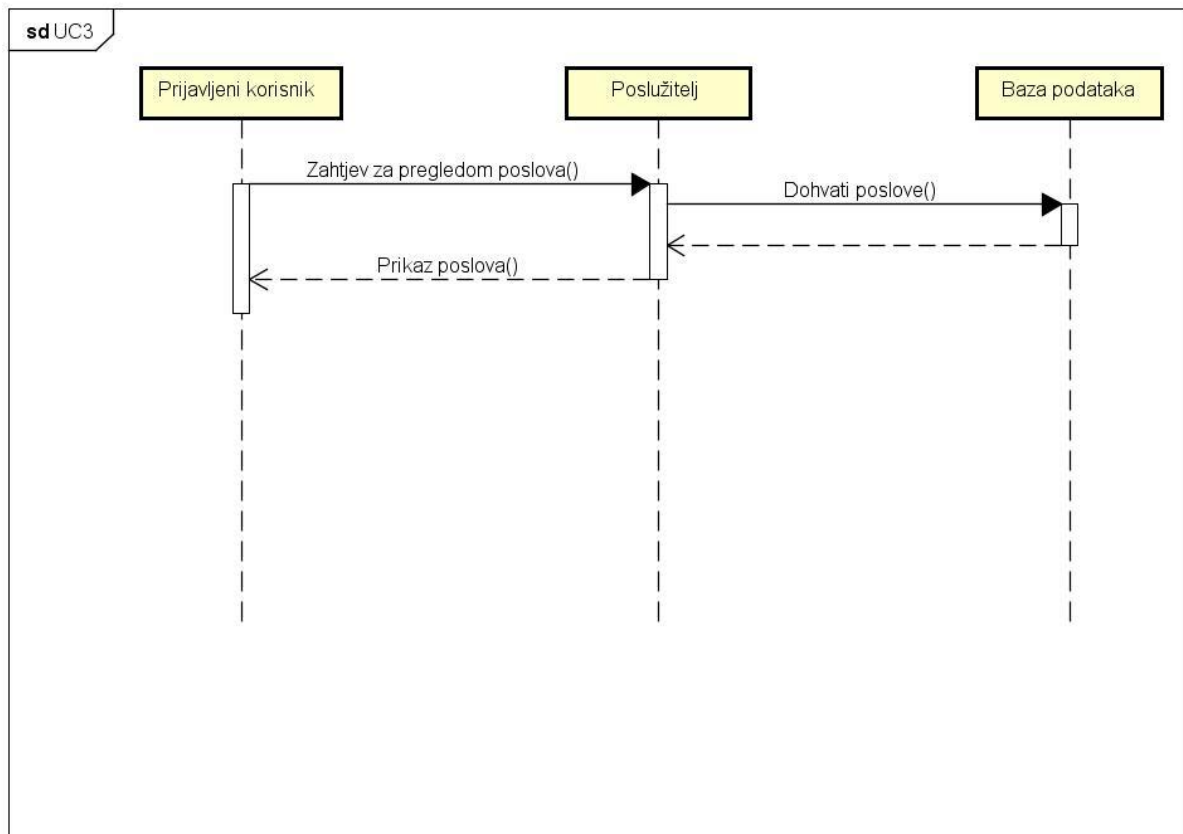 sd UC3
Prijavljeni korisnik
Poslužitelj
Baza podataka
Zahtjev za pregledom poslova()
Dohvati poslove()
Prikaz poslova()